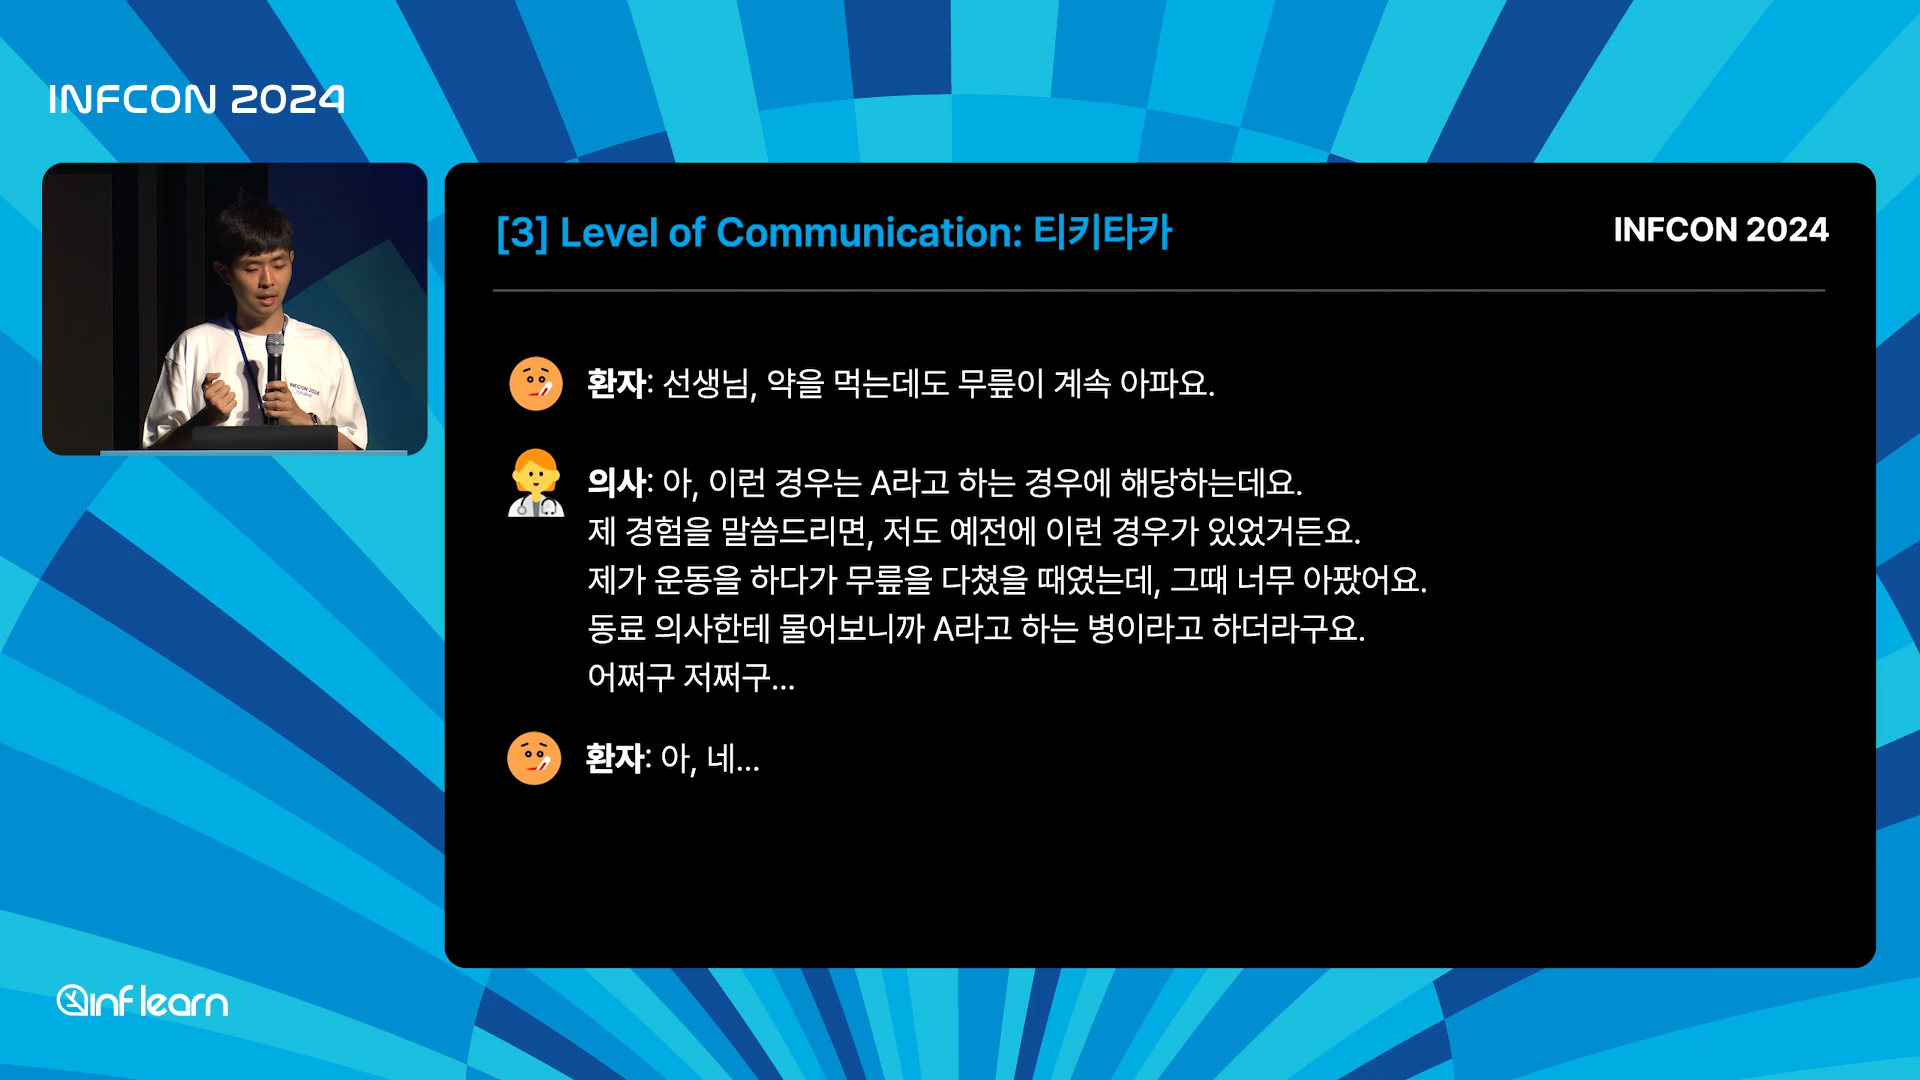 INFCON 2024
[3] Level of Communication: 티키타카
INFCON 2024
환자: 선생님, 약을 먹는데도 무릎이 계속 아파요.
의사: 아, 이런 경우는 A라고 하는 경우에 해당하는데요.
제 경험을 말씀드리면, 저도 예전에 이런 경우가 있었거든요.
제가 운동을 하다가 무릎을 다쳤을 때였는데, 그때 너무 아팠어요.
동료 의사한테 물어보니까 A라고 하는 병이라고 하더라구요.
어쩌구 저쩌구...
환자: 아, 네...
INFCON 2024
inflearn